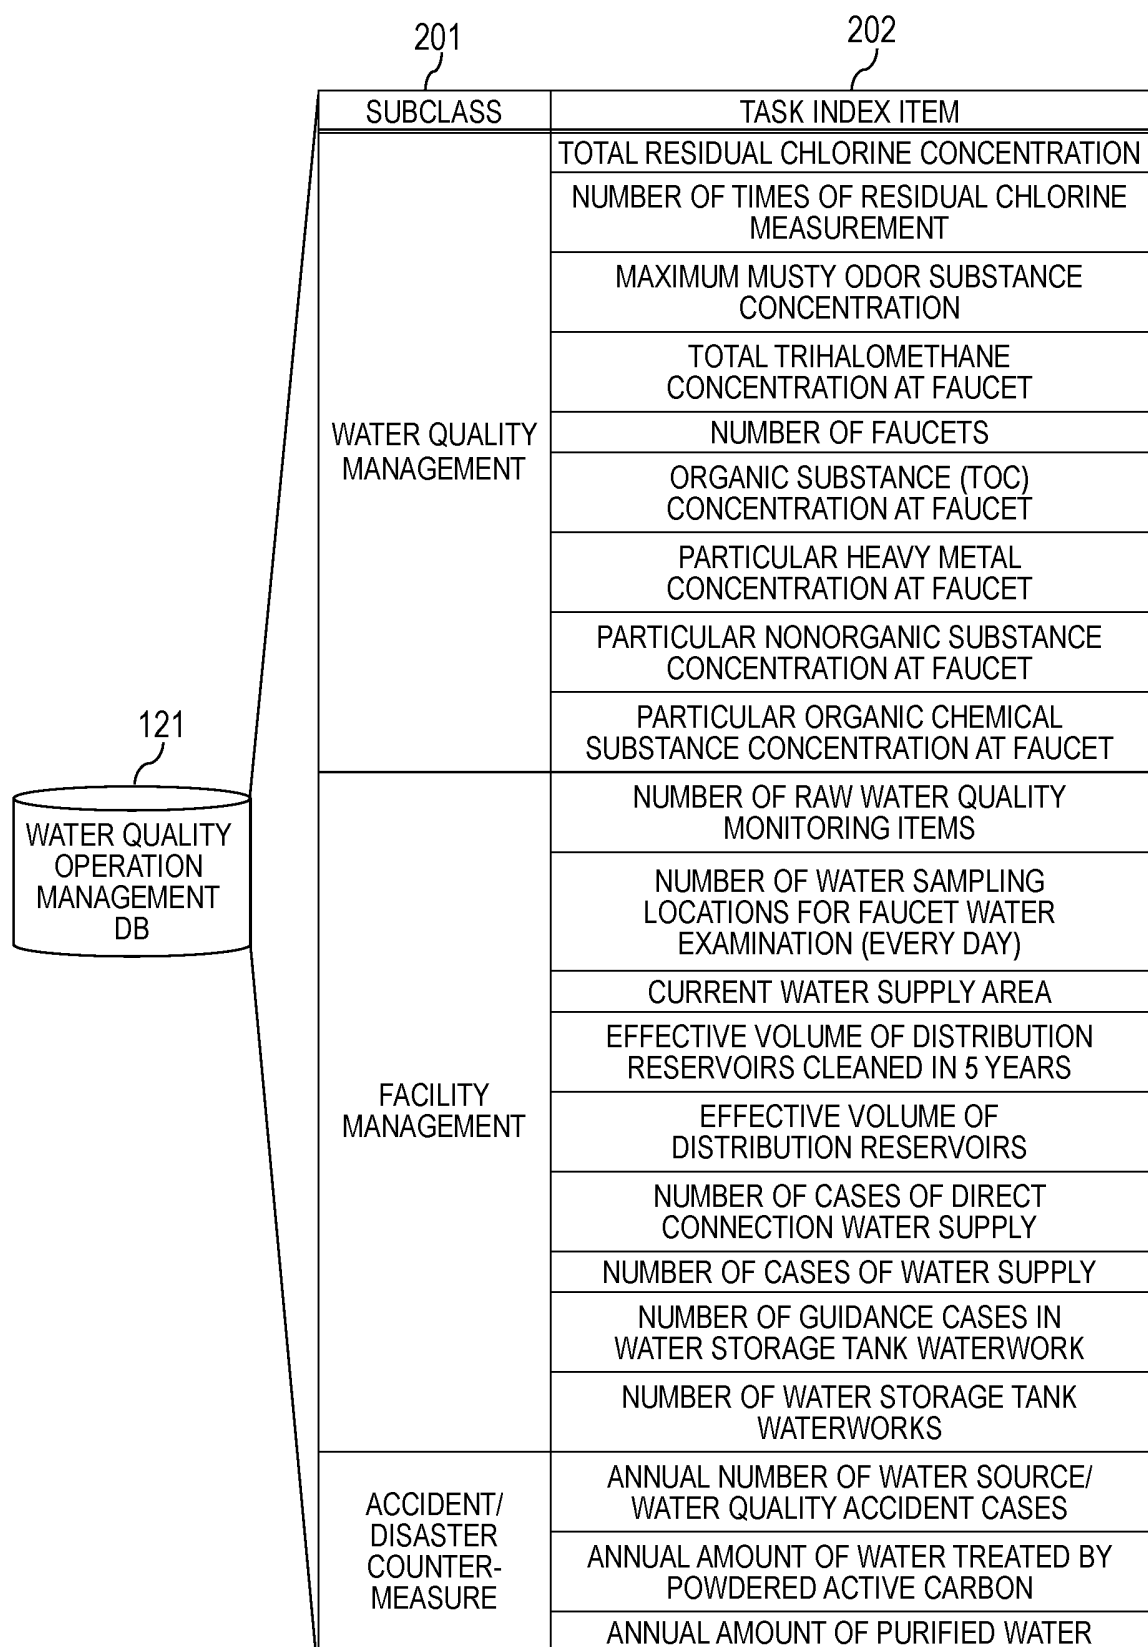 201
202
SUBCLASS
TASK INDEX ITEM
TOTAL RESIDUAL CHLORINE CONCENTRATION
NUMBER OF TIMES OF RESIDUAL CHLORINE
MEASUREMENT
MAXIMUM MUSTY ODOR SUBSTANCE
CONCENTRATION
TOTAL TRIHALOMETHANE
CONCENTRATION AT FAUCET
WATER QUALITY
MANAGEMENT
NUMBER OF FAUCETS
ORGANIC SUBSTANCE (TOC)
CONCENTRATION AT FAUCET
PARTICULAR HEAVY METAL
CONCENTRATION AT FAUCET
PARTICULAR NONORGANIC SUBSTANCE
CONCENTRATION AT FAUCET
PARTICULAR ORGANIC CHEMICAL
SUBSTANCE CONCENTRATION AT FAUCET
121
WATER QUALITY
OPERATION
MANAGEMENT
DB
NUMBER OF RAW WATER QUALITY
MONITORING ITEMS
NUMBER OF WATER SAMPLING
LOCATIONS FOR FAUCET WATER
EXAMINATION (EVERY DAY)
CURRENT WATER SUPPLY AREA
EFFECTIVE VOLUME OF DISTRIBUTION
RESERVOIRS CLEANED IN 5 YEARS
FACILITY
MANAGEMENT
EFFECTIVE VOLUME OF
DISTRIBUTION RESERVOIRS
NUMBER OF CASES OF DIRECT
CONNECTION WATER SUPPLY
NUMBER OF CASES OF WATER SUPPLY
NUMBER OF GUIDANCE CASES IN
WATER STORAGE TANK WATERWORK
NUMBER OF WATER STORAGE TANK
WATERWORKS
ACCIDENT/
DISASTER
COUNTER-
MEASURE
ANNUAL NUMBER OF WATER SOURCE/
WATER QUALITY ACCIDENT CASES
ANNUAL AMOUNT OF WATER TREATED BY
POWDERED ACTIVE CARBON
ANNUAL AMOUNT OF PURIFIED WATER